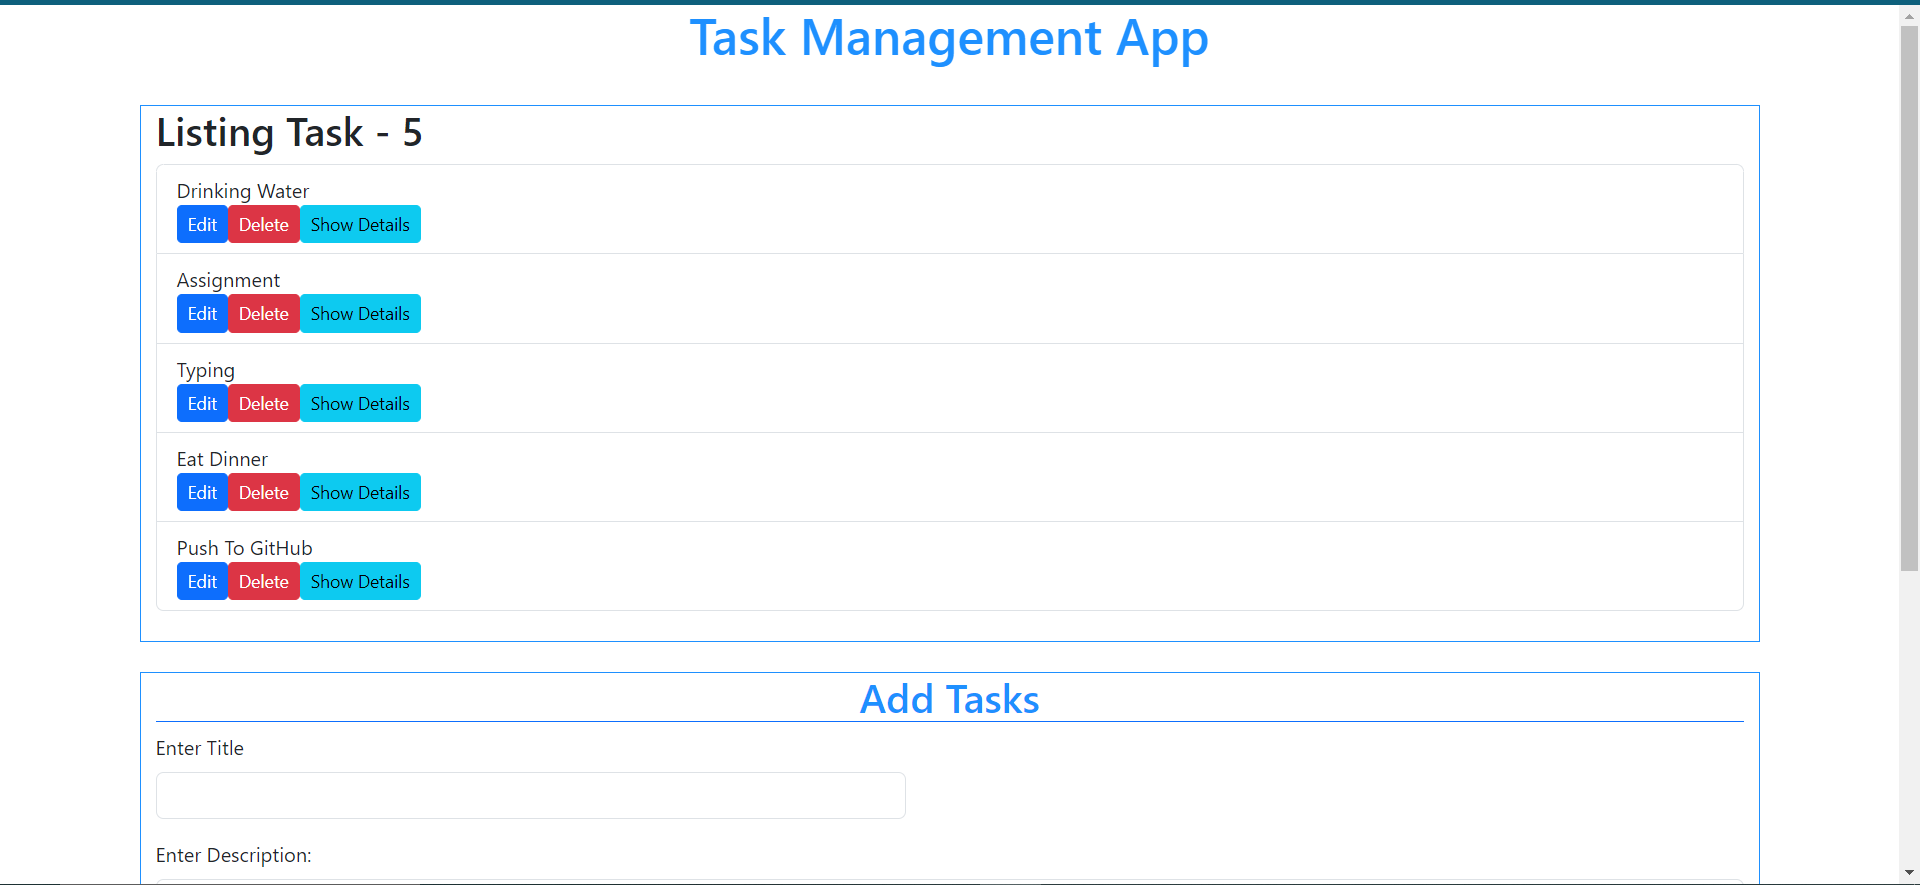 Task Management App
Listing Task - 5
Drinking Water
Edit Delete Show Details
Assignment
Edit Delete Show Details
Typing
Edit Delete Show Details
Eat Dinner
Edit Delete Show Details
Push To GitHub
Edit Delete Show Details
Add Tasks
Enter Title
Enter Description: